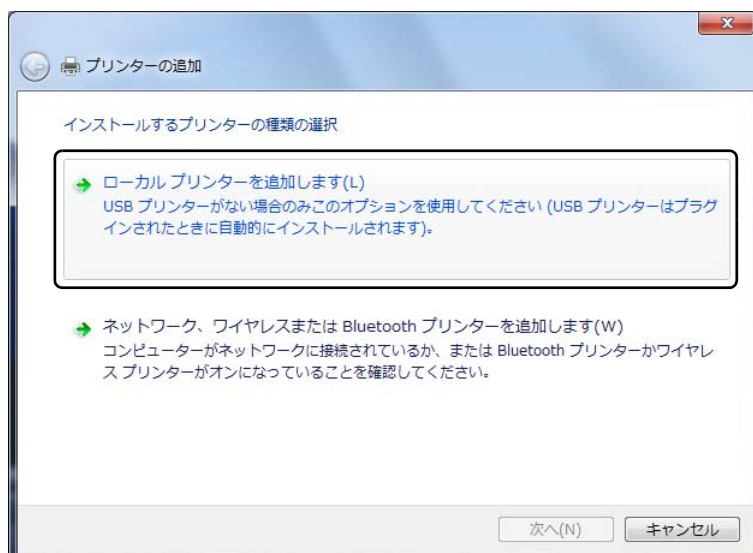 プリンターの追加
インストールするプリンターの種類の選択
ローカル プリンターを追加します(L)
USB プリンターがない場合のみこのオプションを使用してください (USB プリンターはプラグ
インされたときに自動的にインストールされます)。
ネットワーク、ワイヤレスまたは Bluetooth プリンターを追加します(W)
コンピューターがネットワークに接続されているか、または Bluetooth プリンターかワイヤレ
ス プリンターがオンになっていることを確認してください。
次へ(N)
キャンセル